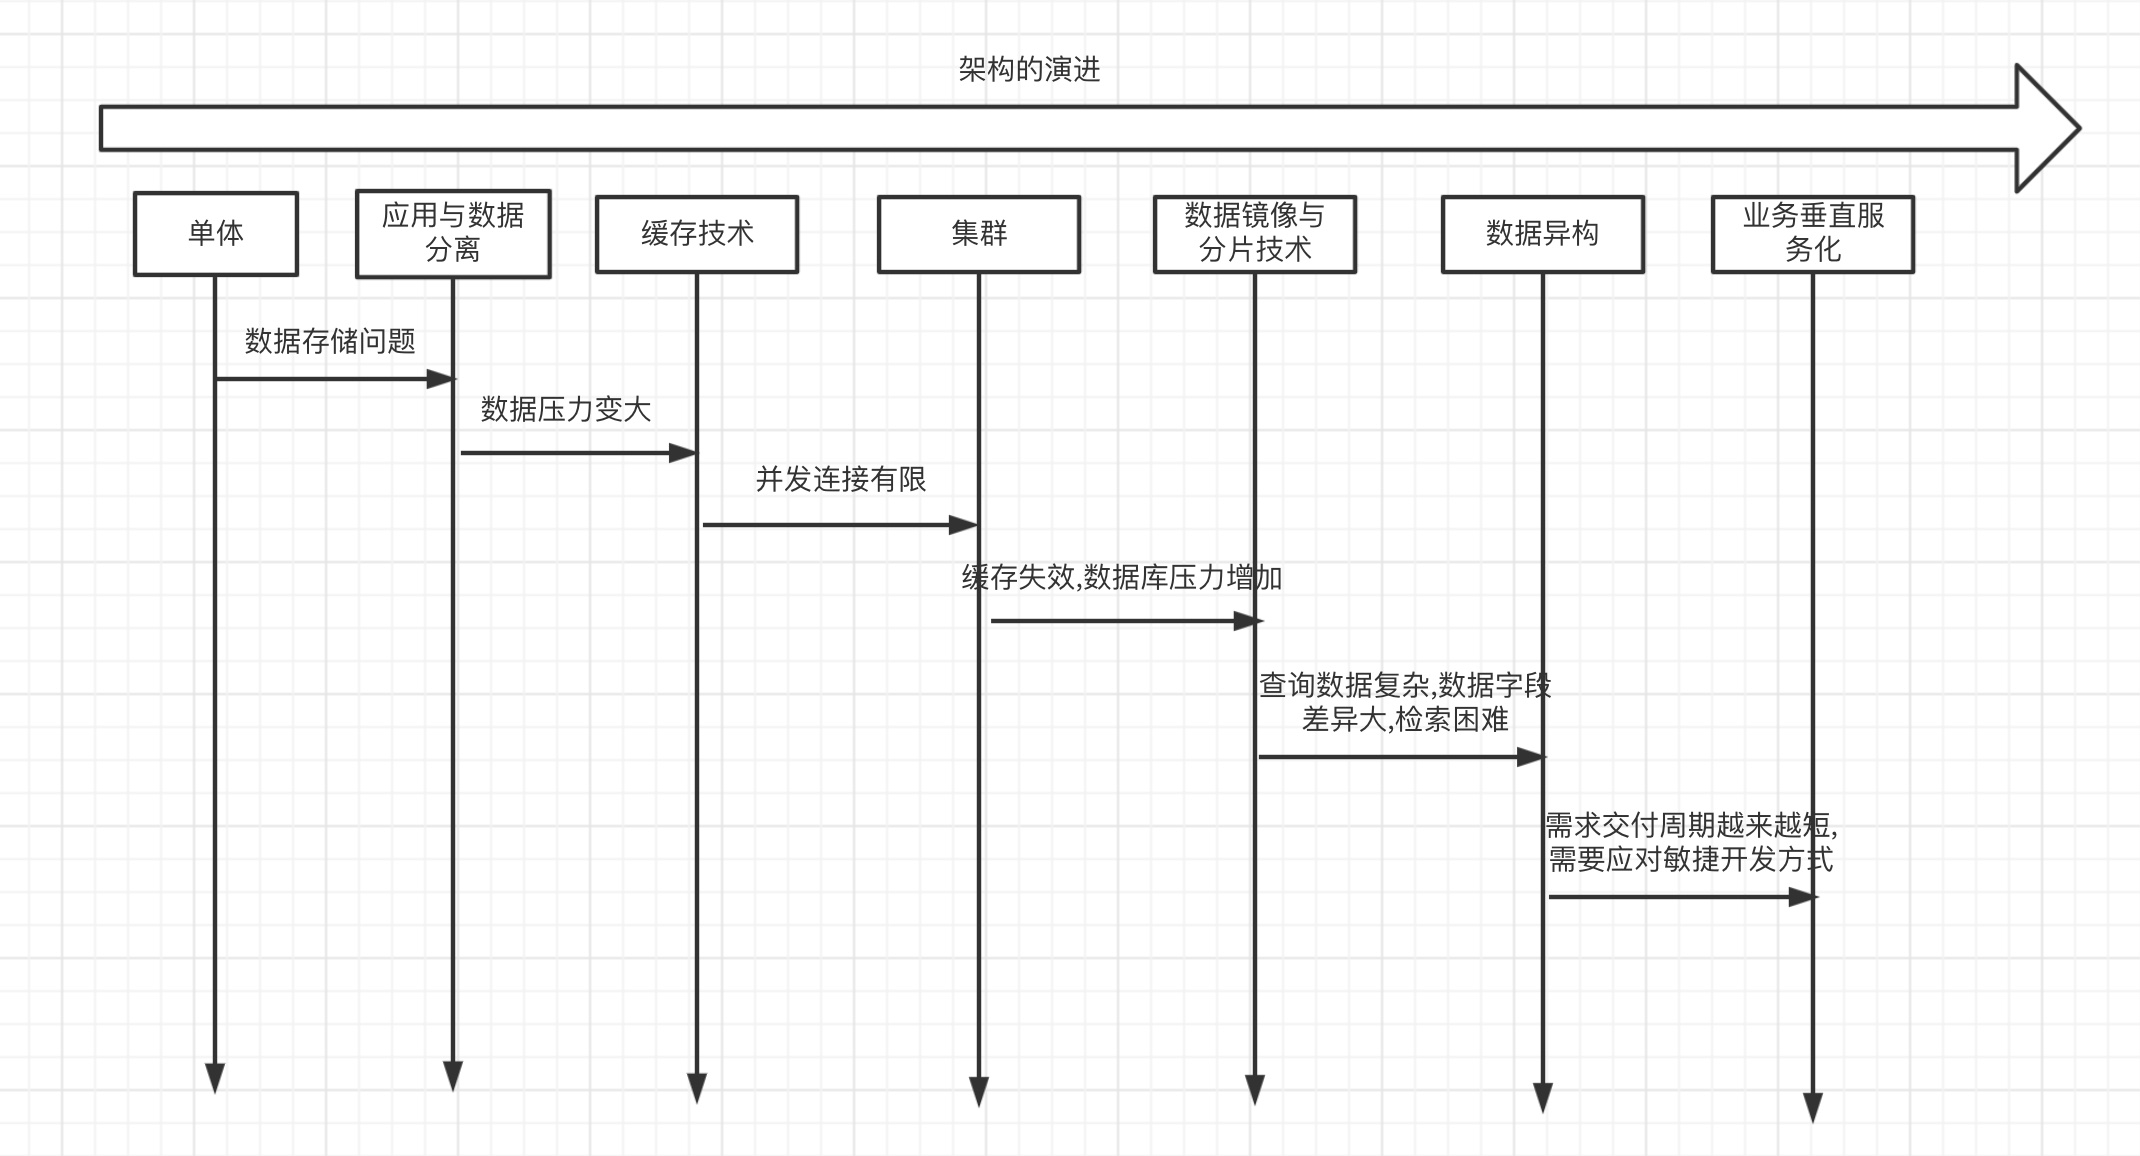 架构的演进
单体
应用与数据
分离
缓存技术
集群
数据镜像与
分片技术
数据异构
业务垂直服
务化
数据存储问题
数据压力变大
并发连接有限
缓存失效,数据库压力增加
查询数据复杂,数据字段
差异大,检索困难
需求交付周期越来越短,
需要应对敏捷开发方式